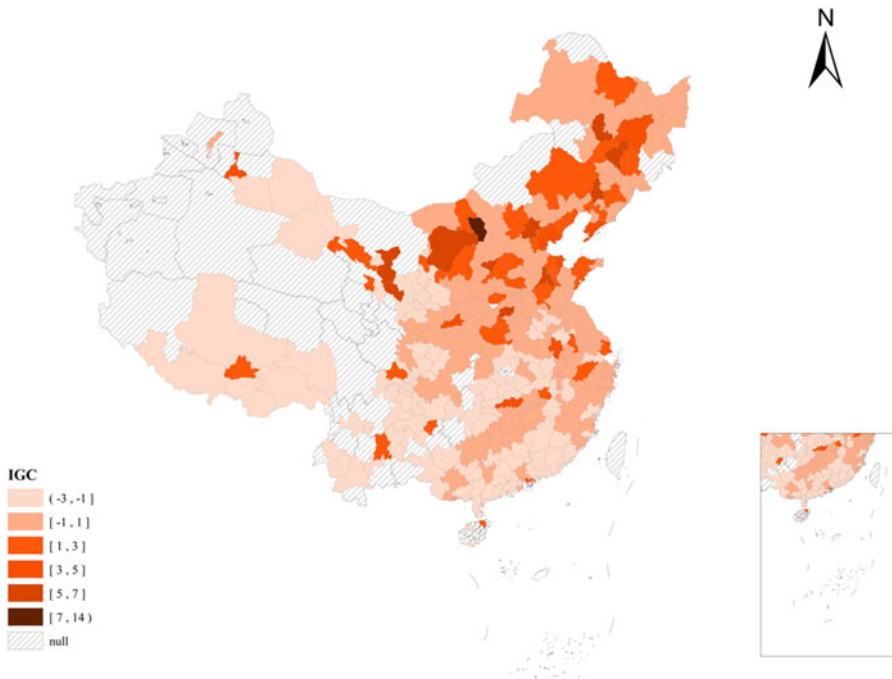 N
IGC
( -3 , -1 ]
[ -1 , 1 ]
[ 1 , 3 ]
[ 3 , 5 ]
[ 5 , 7 ]
[ 7 , 14 )
null